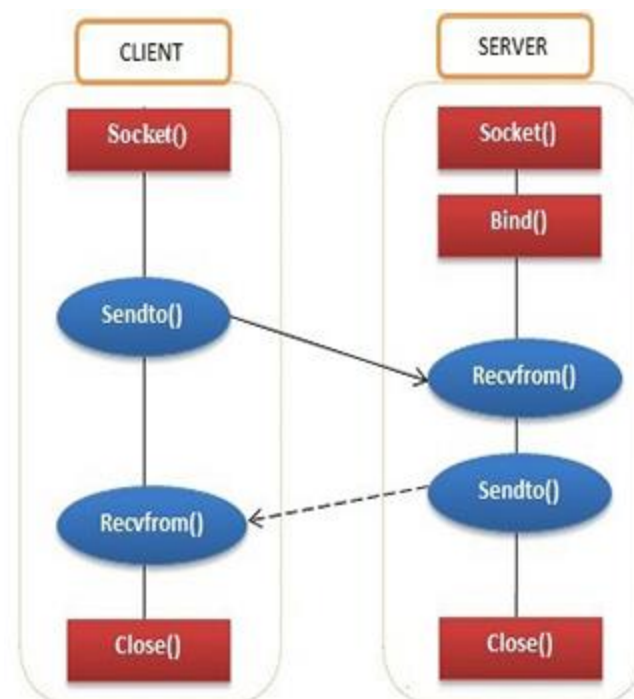 CLIENT
Socket()
Sendto()
Recvfrom()
Close()
SERVER
Socket()
Bind()
Recvfrom()
Sendto()
Close()